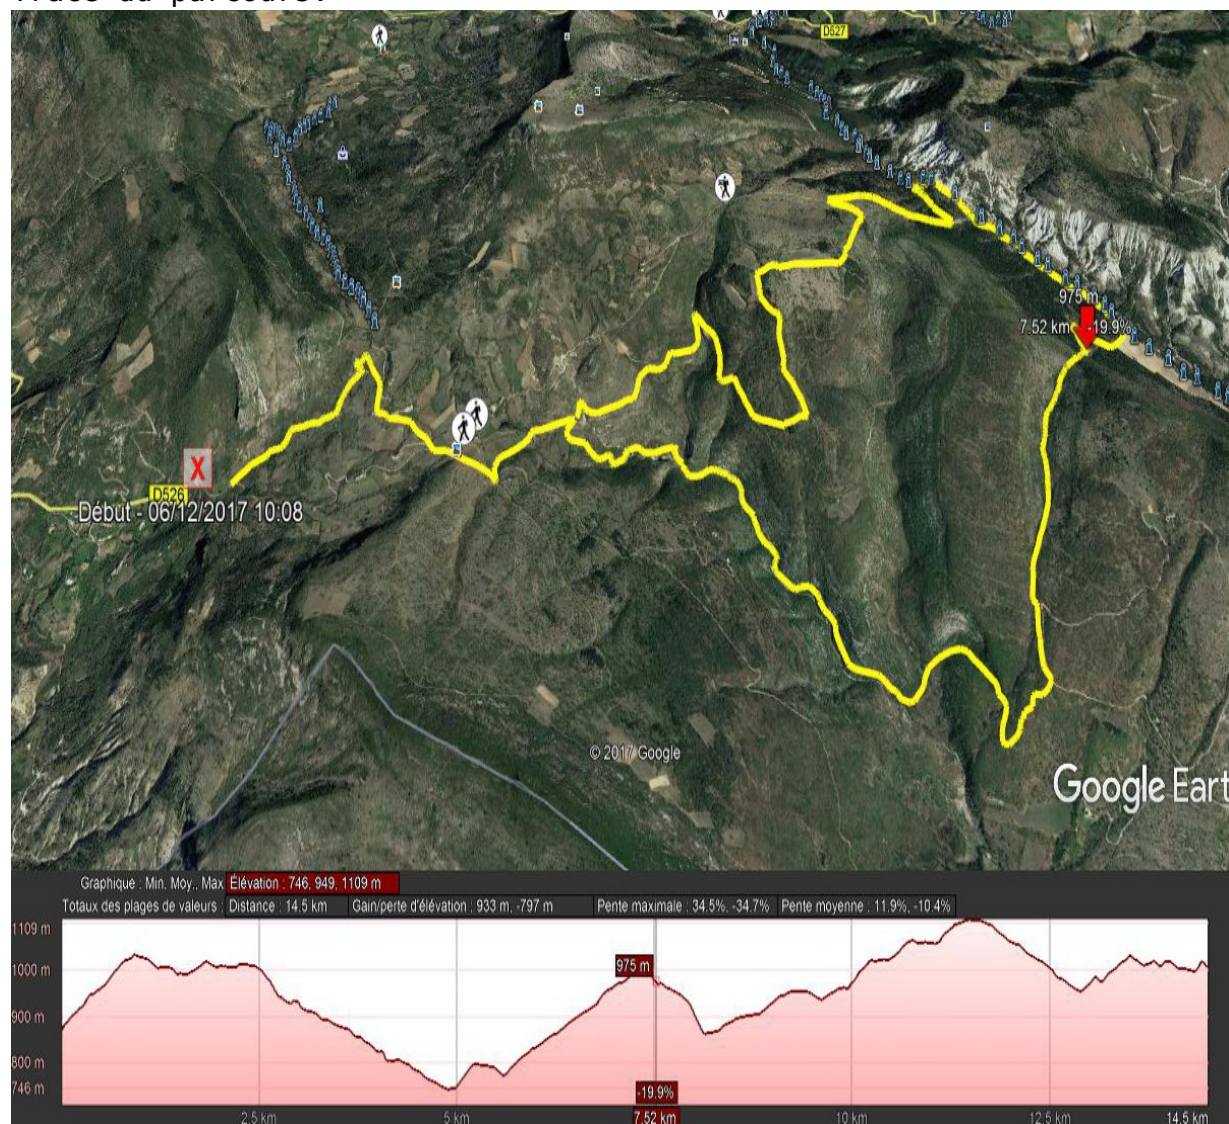 Tracé du parcours:
D527
975 m
7.52 km -19.9%
X
D526
Début - 06/12/2017 10:08
© 2017 Google
Google Eart
Graphique : Min. Moy., Max Élévation : 746, 949, 1109 m
Totaux des plages de valeurs : Distance : 14.5 km Gain/perte d'élévation : 933 m, -797 m Pente maximale : 34.5%, -34.7% Pente moyenne : 11.9%, -10.4%
1109 m
975 m
1000 m
900 m
800 m
746 m
-19.9%
2.5 km 5 km 7.52 km 10 km 12.5 km 14.5 km